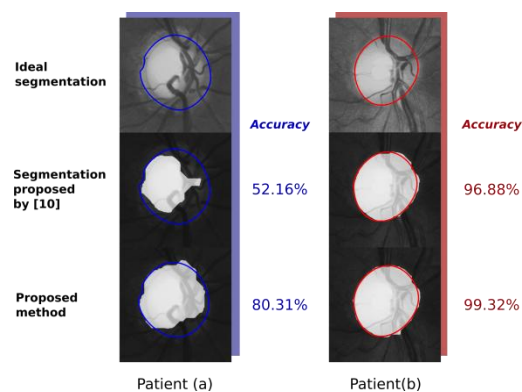 Ideal
segmentation
Accuracy
Accuracy
Segmentation
proposed
by [10]
52.16%
96.88%
Proposed
method
80.31%
99.32%
Patient (a)
Patient(b)